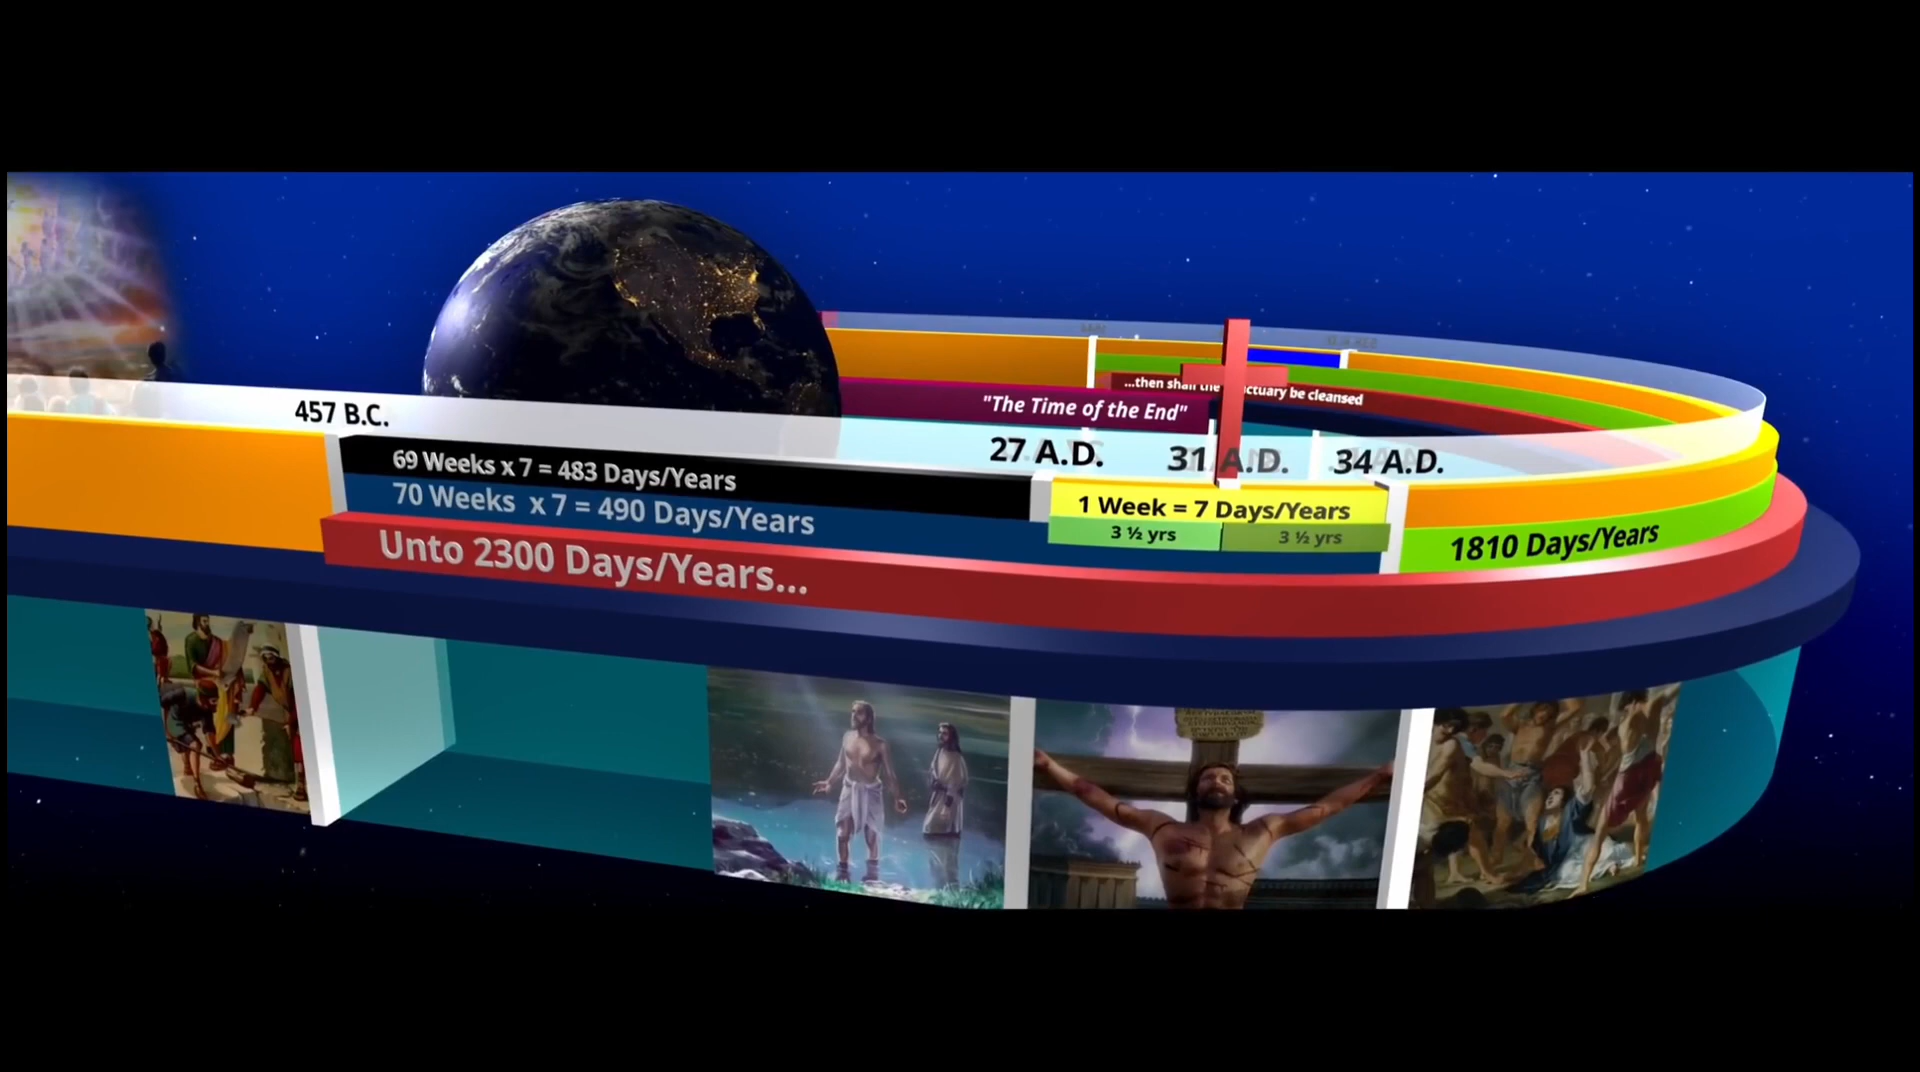 457 B.C.
69 Weeks x 7 = 483 Days/Years
70 Weeks x 7 = 490 Days/Years
Unto 2300 Days/Years...
"The Time of the End"
...then shall the
be cleansed
27 A.D.
31 A.D.
34 A.D.
1 Week = 7 Days/Years
3 ½ yrs
3 ½ yrs
1810 Days/Years